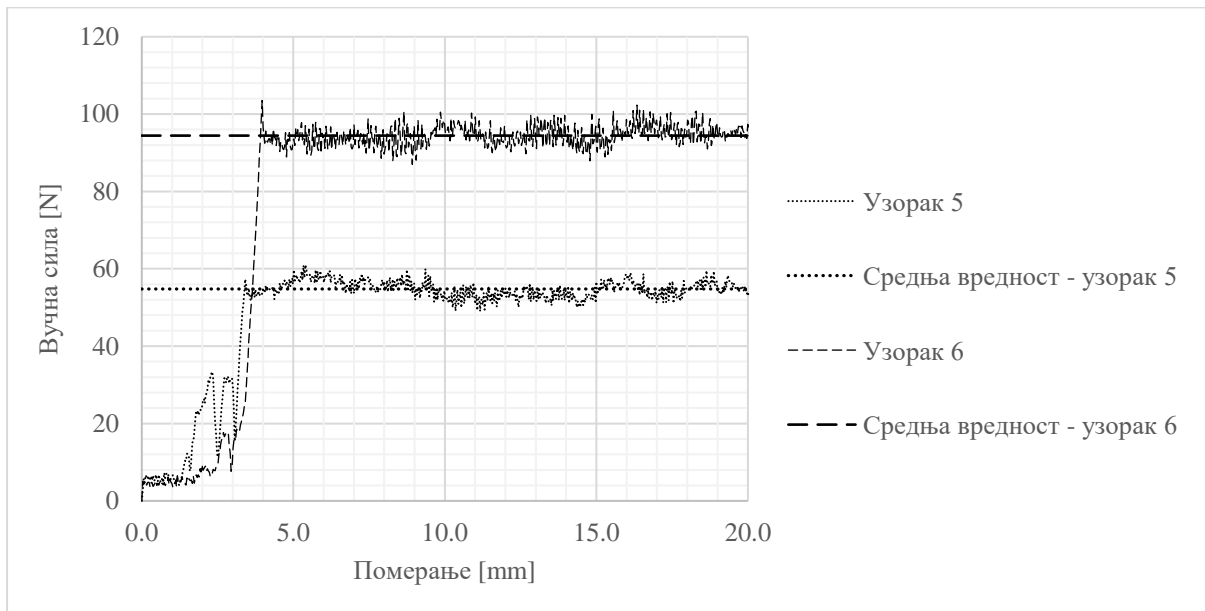 120
100
80
60
40
20
0
0.0 5.0 10.0 15.0 20.0
Вучна сила [N]
Померање [mm]
Узорак 5
Средња вредност - узорак 5
Узорак 6
Средња вредност - узорак 6